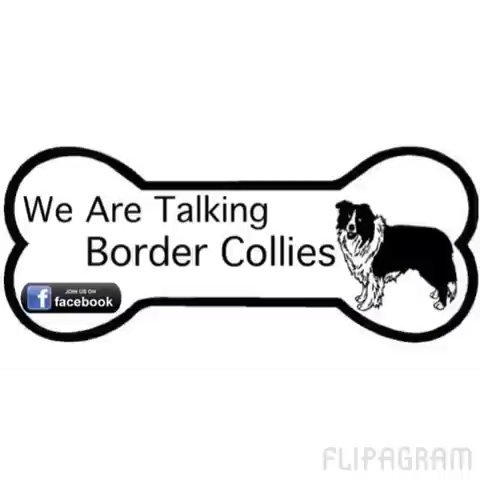 We Are Talking
Border Collies
JOIN US ON
facebook
FLIPAGRAM